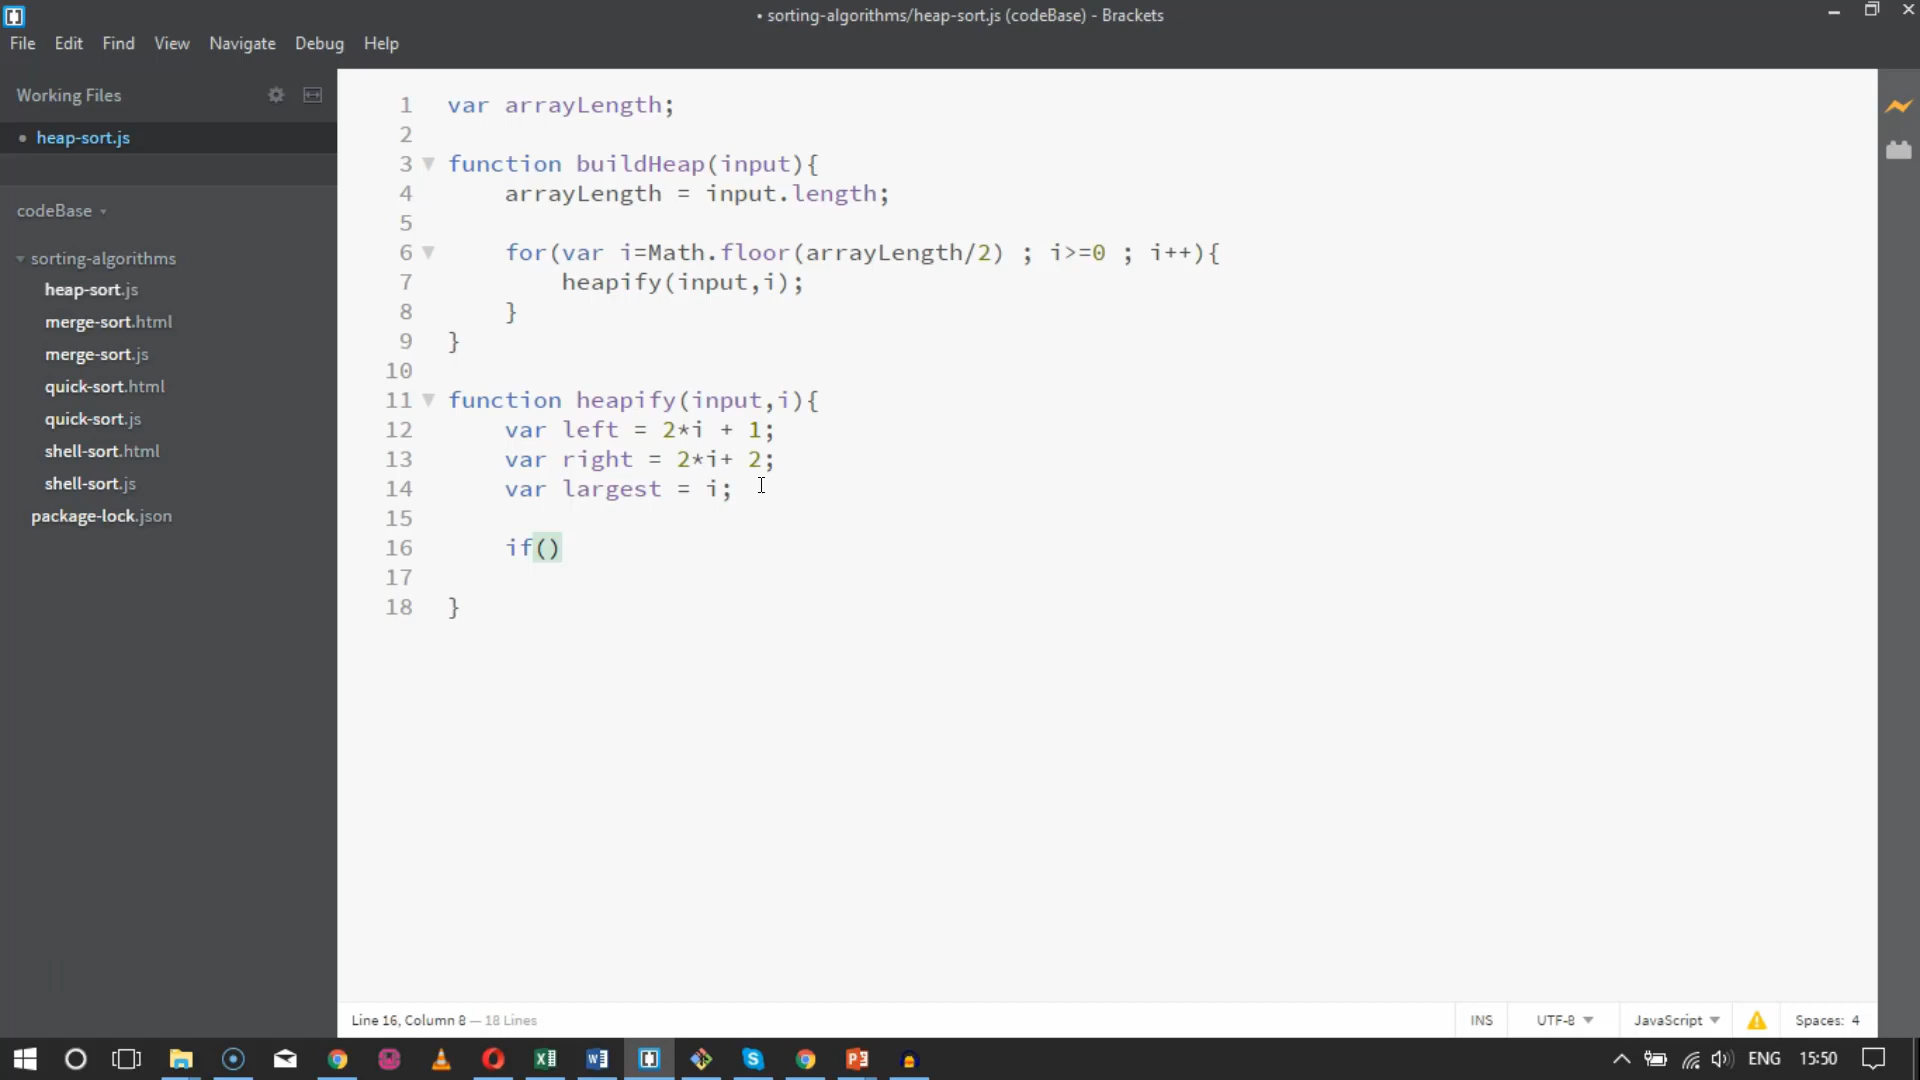 • sorting-algorithms/heap-sort.js (codeBase) - Brackets
File Edit Find View Navigate Debug Help
Working Files
• heap-sort.js
codeBase
sorting-algorithms
heap-sort.js
merge-sort.html
merge-sort.js
quick-sort.html
quick-sort.js
shell-sort.html
shell-sort.js
package-lock.json
1 var arrayLength;
2
3 function buildHeap(input){
4 arrayLength = input.length;
5
6 for(var i=Math.floor(arrayLength/2) ; i>=0 ; i++){
7 heapify(input,i);
8 }
9 }
10
11 function heapify(input,i){
12 var left = 2*i + 1;
13 var right = 2*i+ 2;
14 var largest = i;
15
16 if()
17
18 }
Line 16, Column 8 — 18 Lines
INS UTF-8 JavaScript Spaces: 4
ENG 15:50